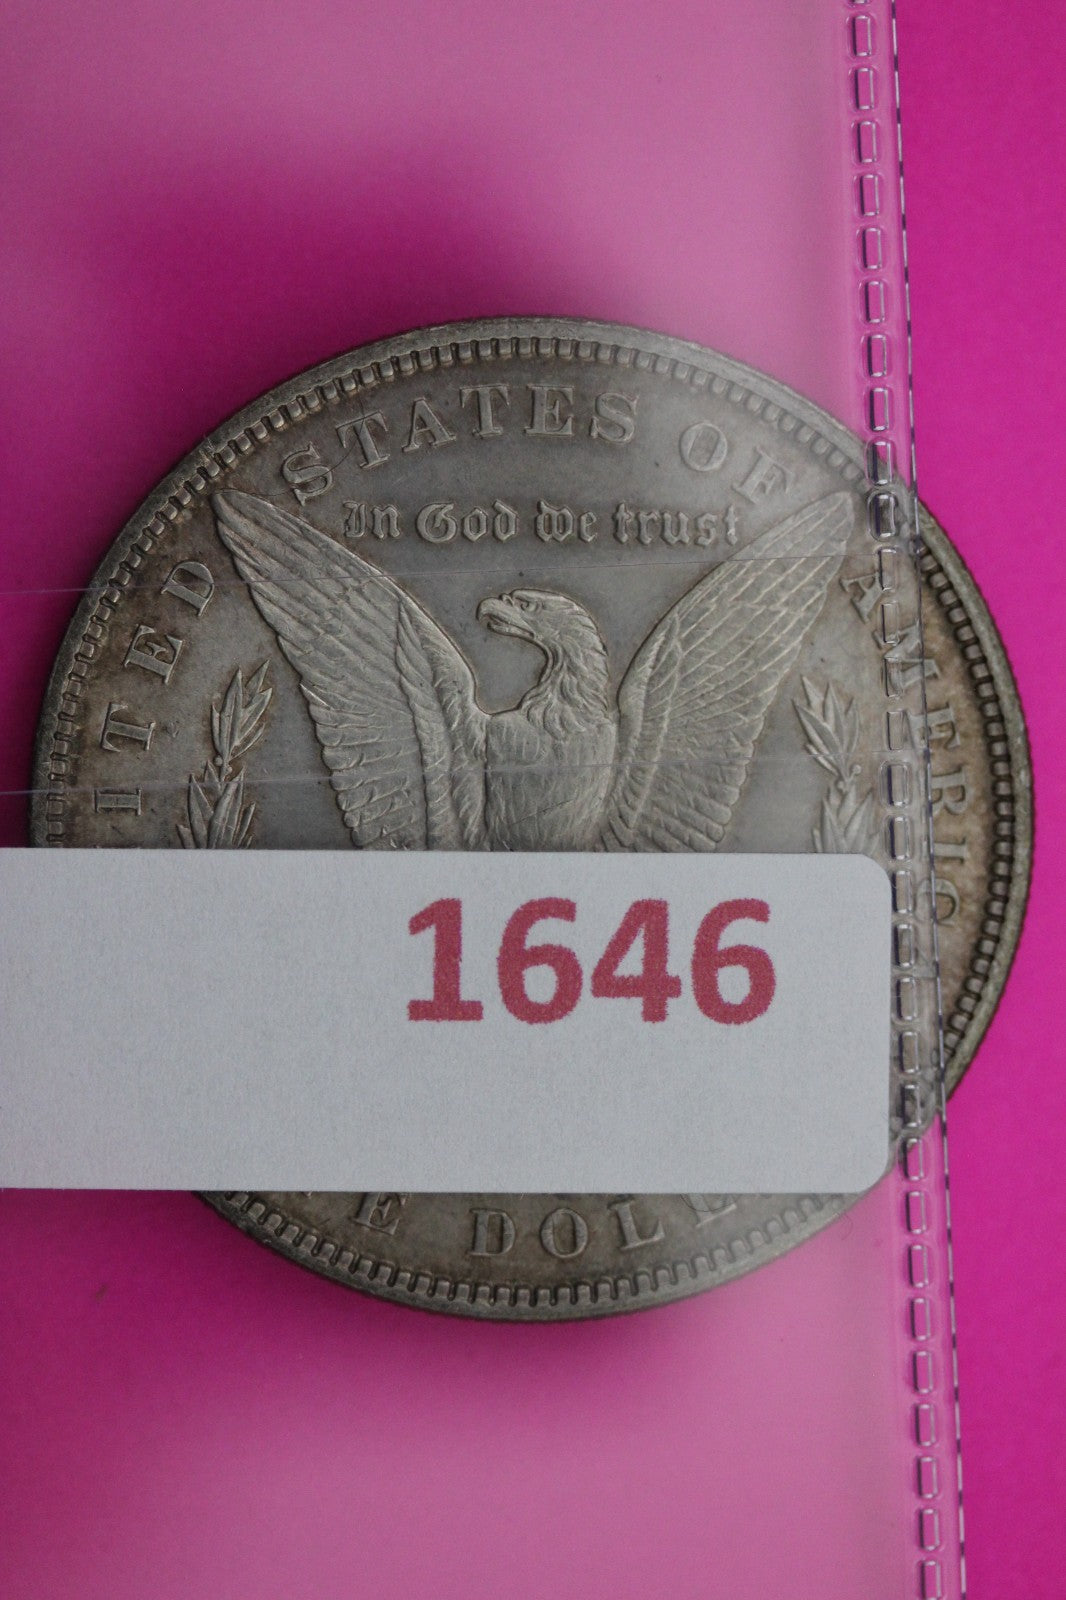 STATES OF
In God we trust
1646
DOL